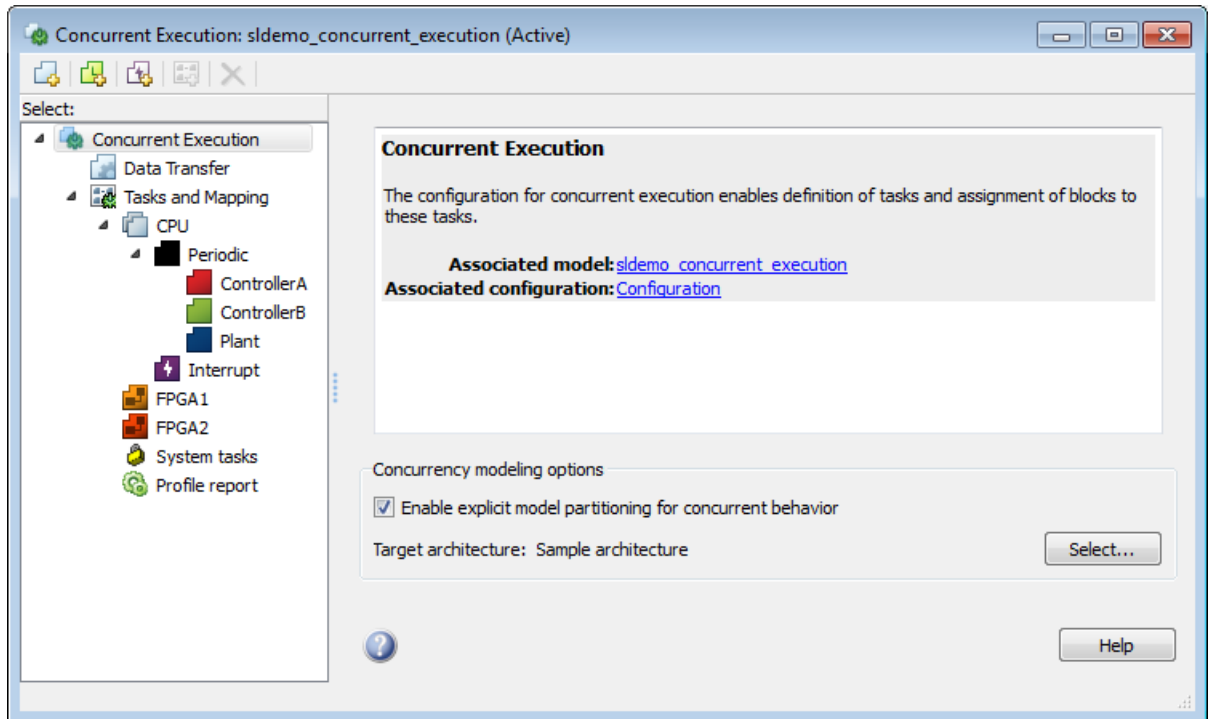 Concurrent Execution: sldemo_concurrent_execution (Active)
Select:
Concurrent Execution
Data Transfer
Tasks and Mapping
CPU
Periodic
ControllerA
ControllerB
Plant
Interrupt
FPGA1
FPGA2
System tasks
Profile report
Concurrent Execution
The configuration for concurrent execution enables definition of tasks and assignment of blocks to
these tasks.
Associated model: sldemo_concurrent_execution
Associated configuration: Configuration
Concurrency modeling options
Enable explicit model partitioning for concurrent behavior
Target architecture: Sample architecture
Select...
?
Help